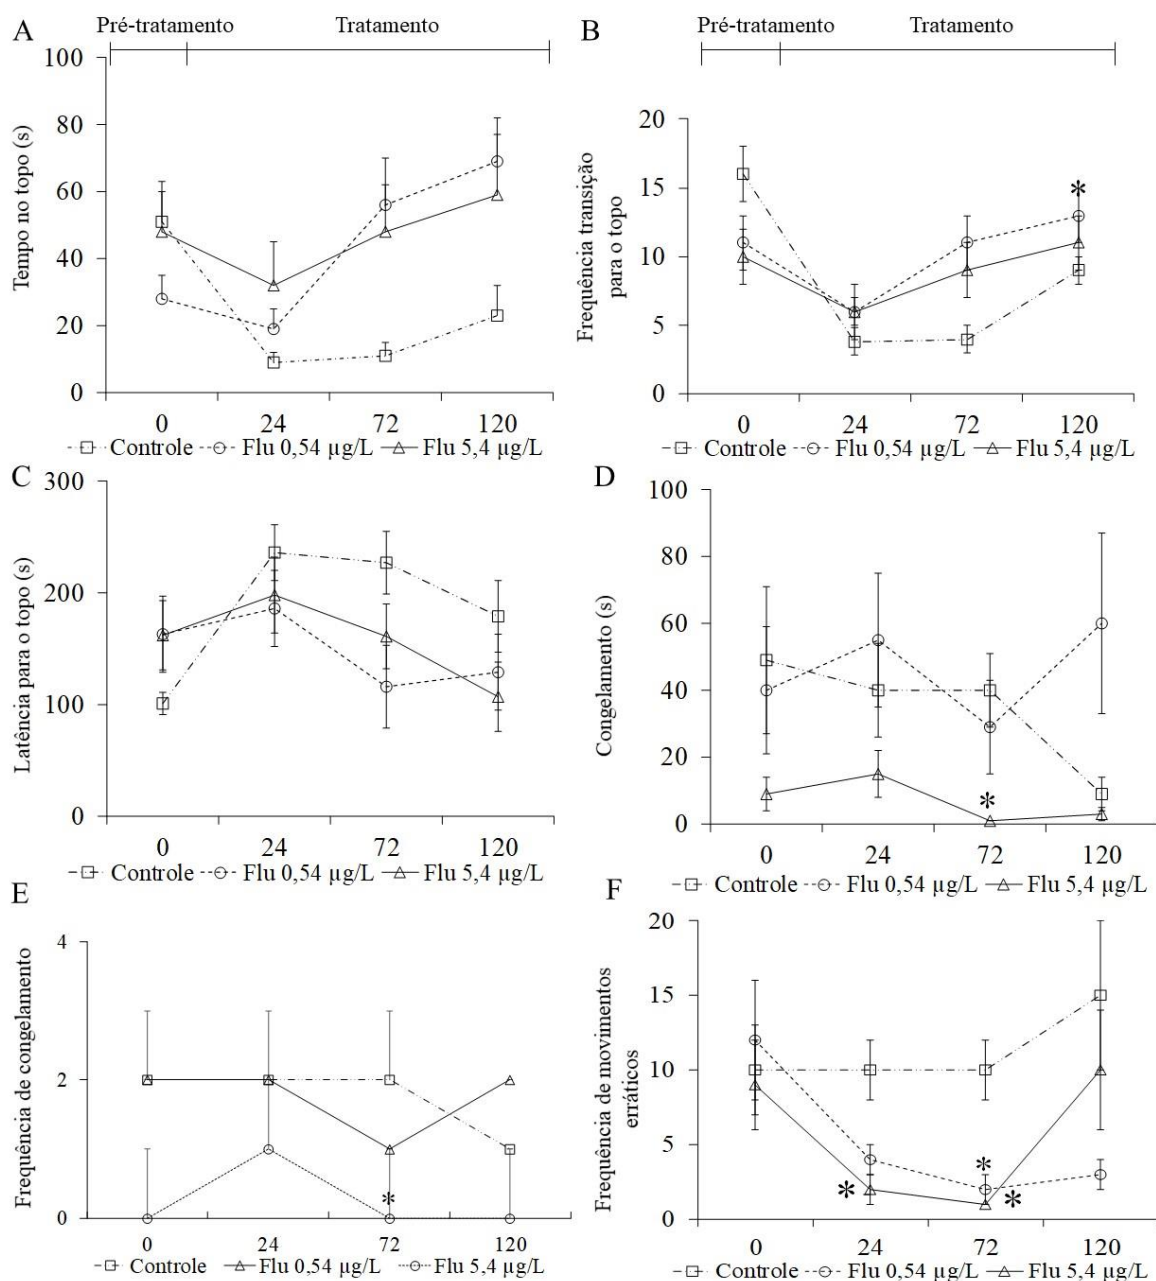 A
Pré-tratamento
Tratamento
Tempo no topo (s)
100
80
60
40
20
0
0 24 72 120
Controle Flu 0,54 µg/L Flu 5,4 µg/L
B
Pré-tratamento
Tratamento
Frequência transição
para o topo
20
15
10
5
0
*
0 24 72 120
Controle Flu 0,54 µg/L Flu 5,4 µg/L
C
Latência para o topo (s)
300
200
100
0
0 24 72 120
Controle Flu 0,54 µg/L Flu 5,4 µg/L
D
Congelamento (s)
100
80
60
40
20
0
*
0 24 72 120
Controle Flu 0,54 µg/L Flu 5,4 µg/L
E
Frequência de congelamento
4
2
0
*
0 24 72 120
Controle Flu 0,54 µg/L Flu 5,4 µg/L
F
Frequência de movimentos
erráticos
20
15
10
5
0
*
* *
0 24 72 120
Controle Flu 0,54 µg/L Flu 5,4 µg/L